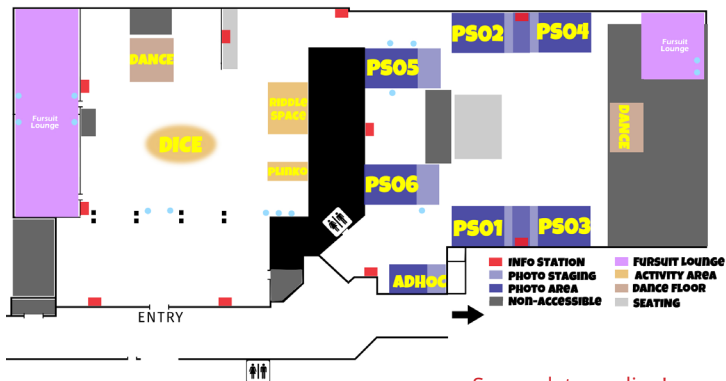 PS02
PS04
Fursuit
Lounge
DANCE
PS05
RIDDLE
SPACE
DANCE
Fursuit
Lounge
DICE
PLINKO
PS06
PS01
PS03
ADHOC
INFO STATION
PHOTO STAGING
PHOTO AREA
NON-ACCESSIBLE
FURSUIT LOUNGE
ACTIVITY AREA
DANCE FLOOR
SEATING
ENTRY